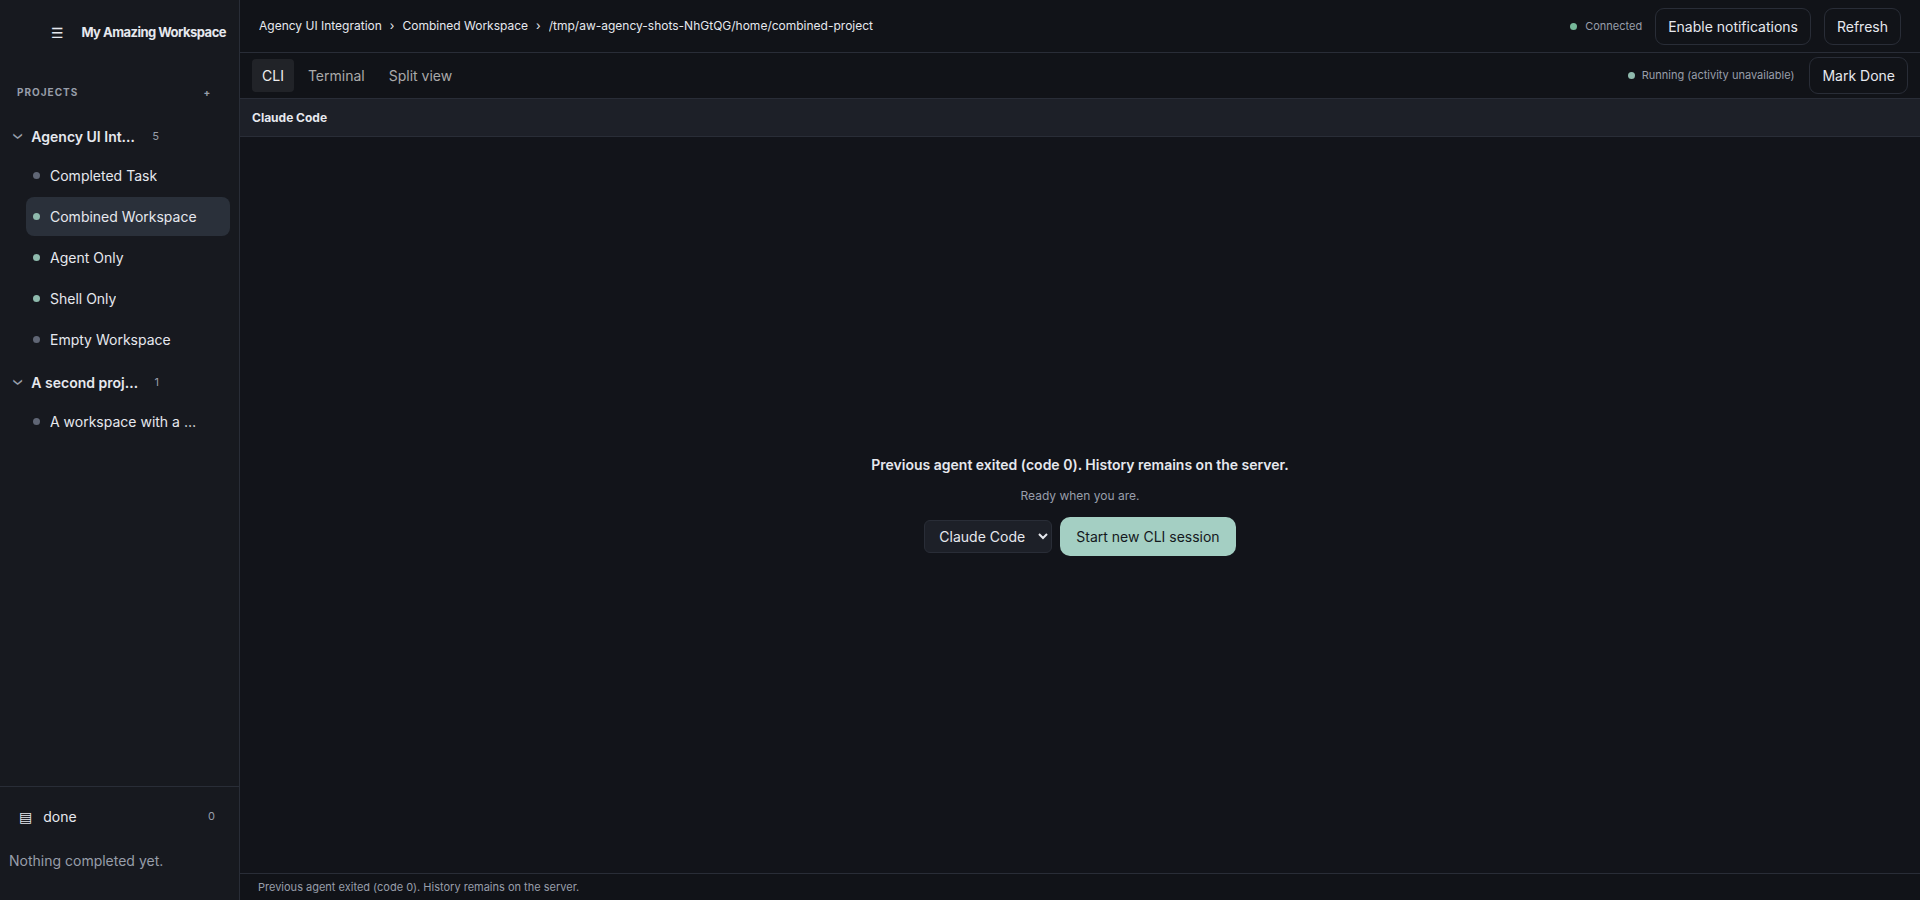 My Amazing Workspace
PROJECTS +
Agency UI Int... 5
Completed Task
Combined Workspace
Agent Only
Shell Only
Empty Workspace
A second proj... 1
A workspace with a ...
done 0
Nothing completed yet.
Agency UI Integration › Combined Workspace › /tmp/aw-agency-shots-NhGtQG/home/combined-project
Connected
Enable notifications
Refresh
CLI Terminal Split view
Running (activity unavailable)
Mark Done
Claude Code
Previous agent exited (code 0). History remains on the server.
Ready when you are.
Claude Code Start new CLI session
Previous agent exited (code 0). History remains on the server.